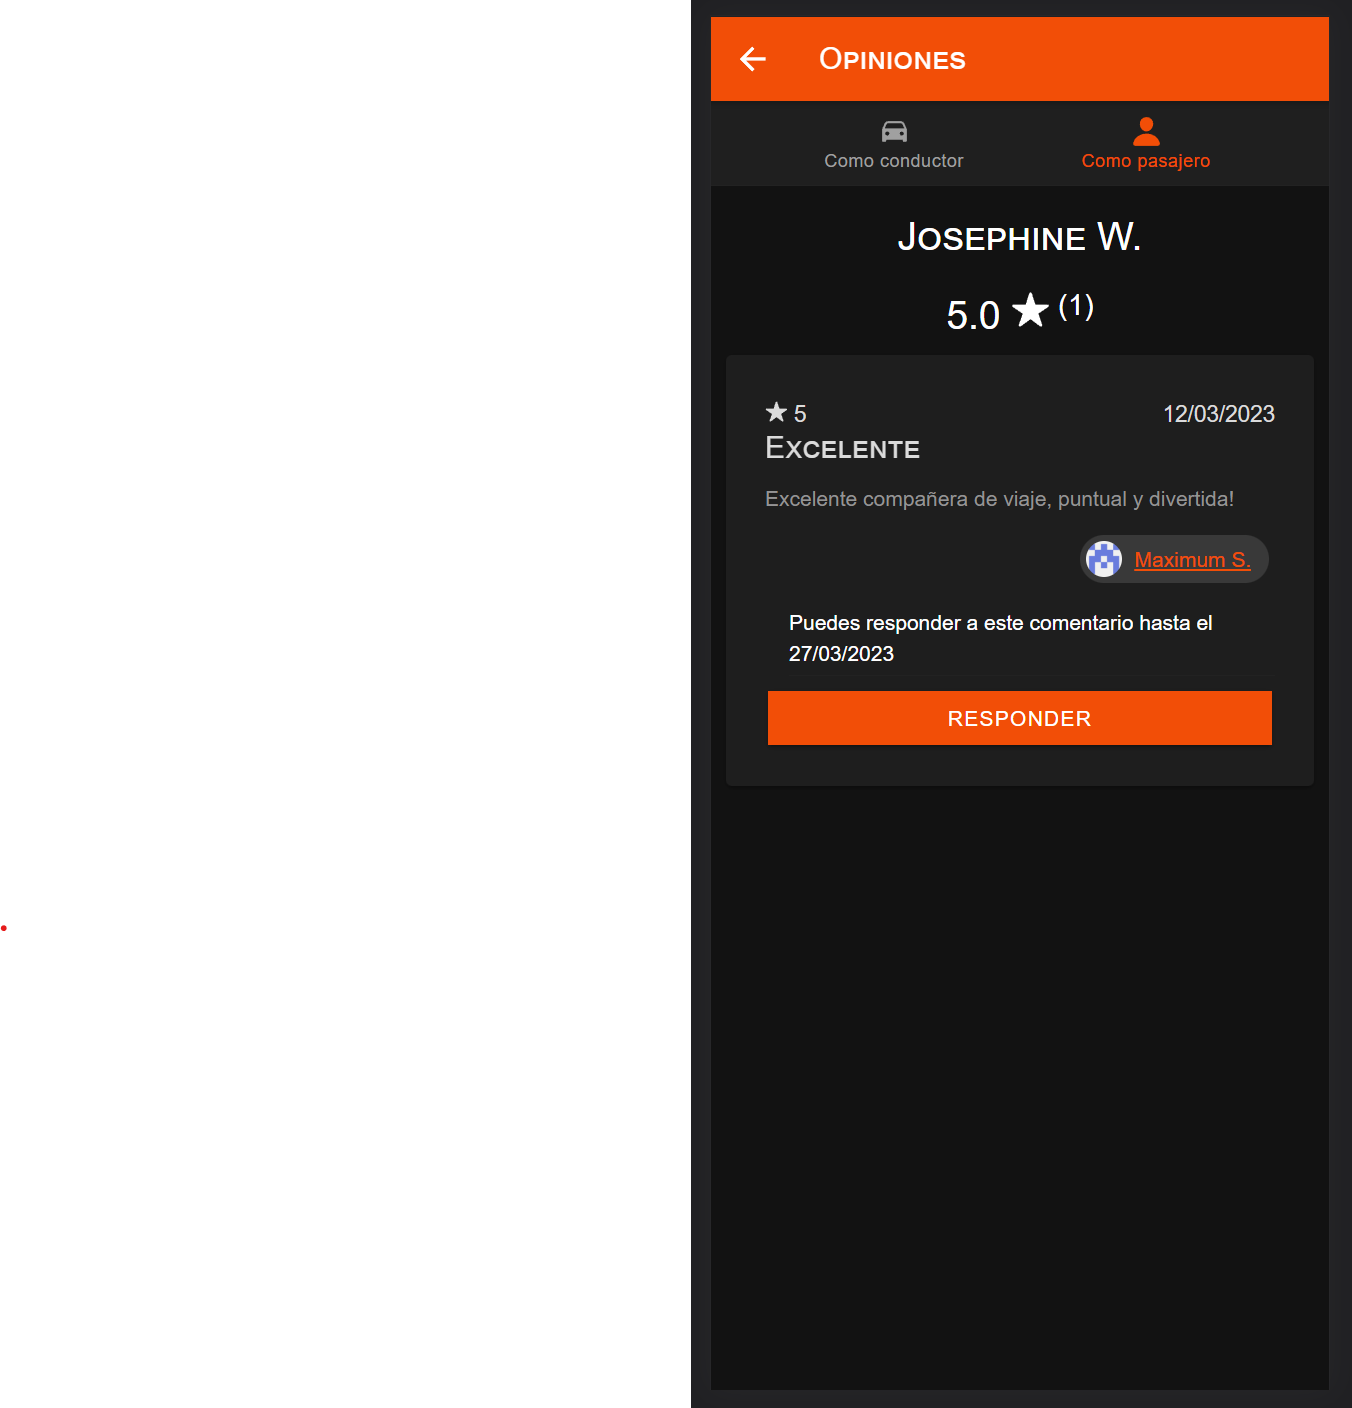 Opiniones
Como conductor
Como pasajero
Josephine W.
5.0 ★ (1)
★ 5
12/03/2023
Excelente
Excelente compañera de viaje, puntual y divertida!
Maximum S.
Puedes responder a este comentario hasta el
27/03/2023
RESPONDER